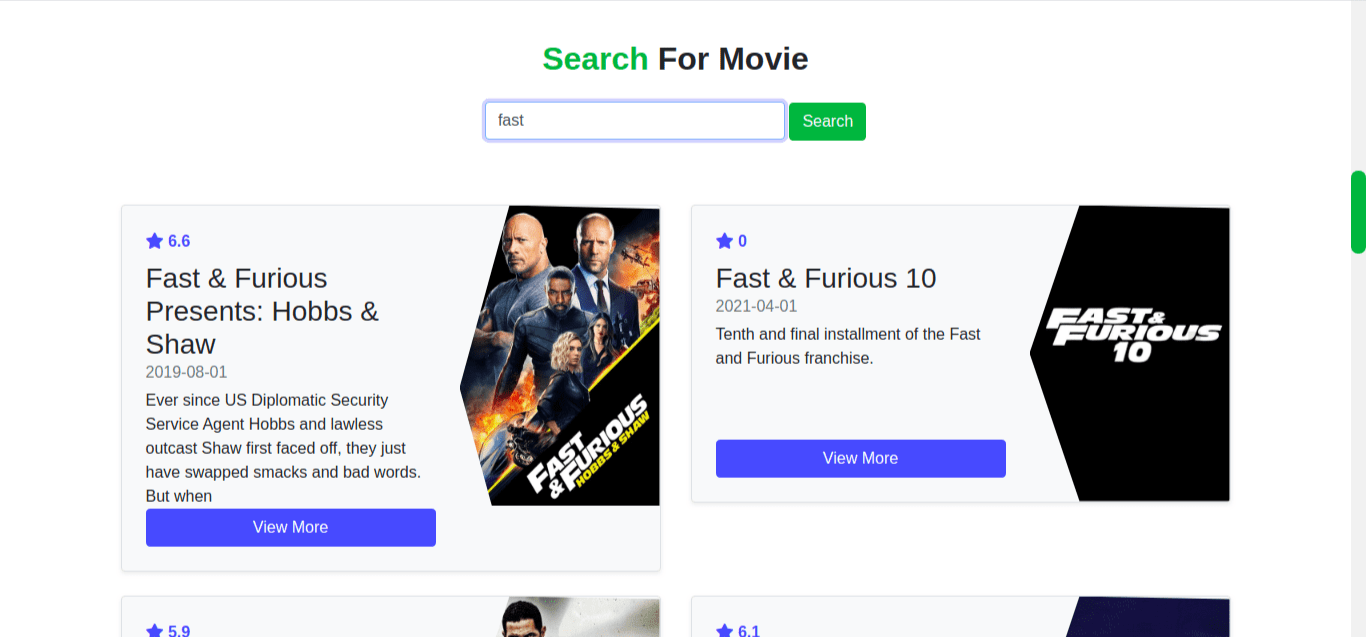 Search For Movie
fast
Search
6.6
Fast & Furious
Presents: Hobbs &
Shaw
2019-08-01
Ever since US Diplomatic Security
Service Agent Hobbs and lawless
outcast Shaw first faced off, they just
have swapped smacks and bad words.
But when
View More
FAST
& FURIOUS
HOBBS & SHAW
0
Fast & Furious 10
2021-04-01
Tenth and final installment of the Fast
and Furious franchise.
View More
FAST &
FURIOUS
10
5.9
6.1